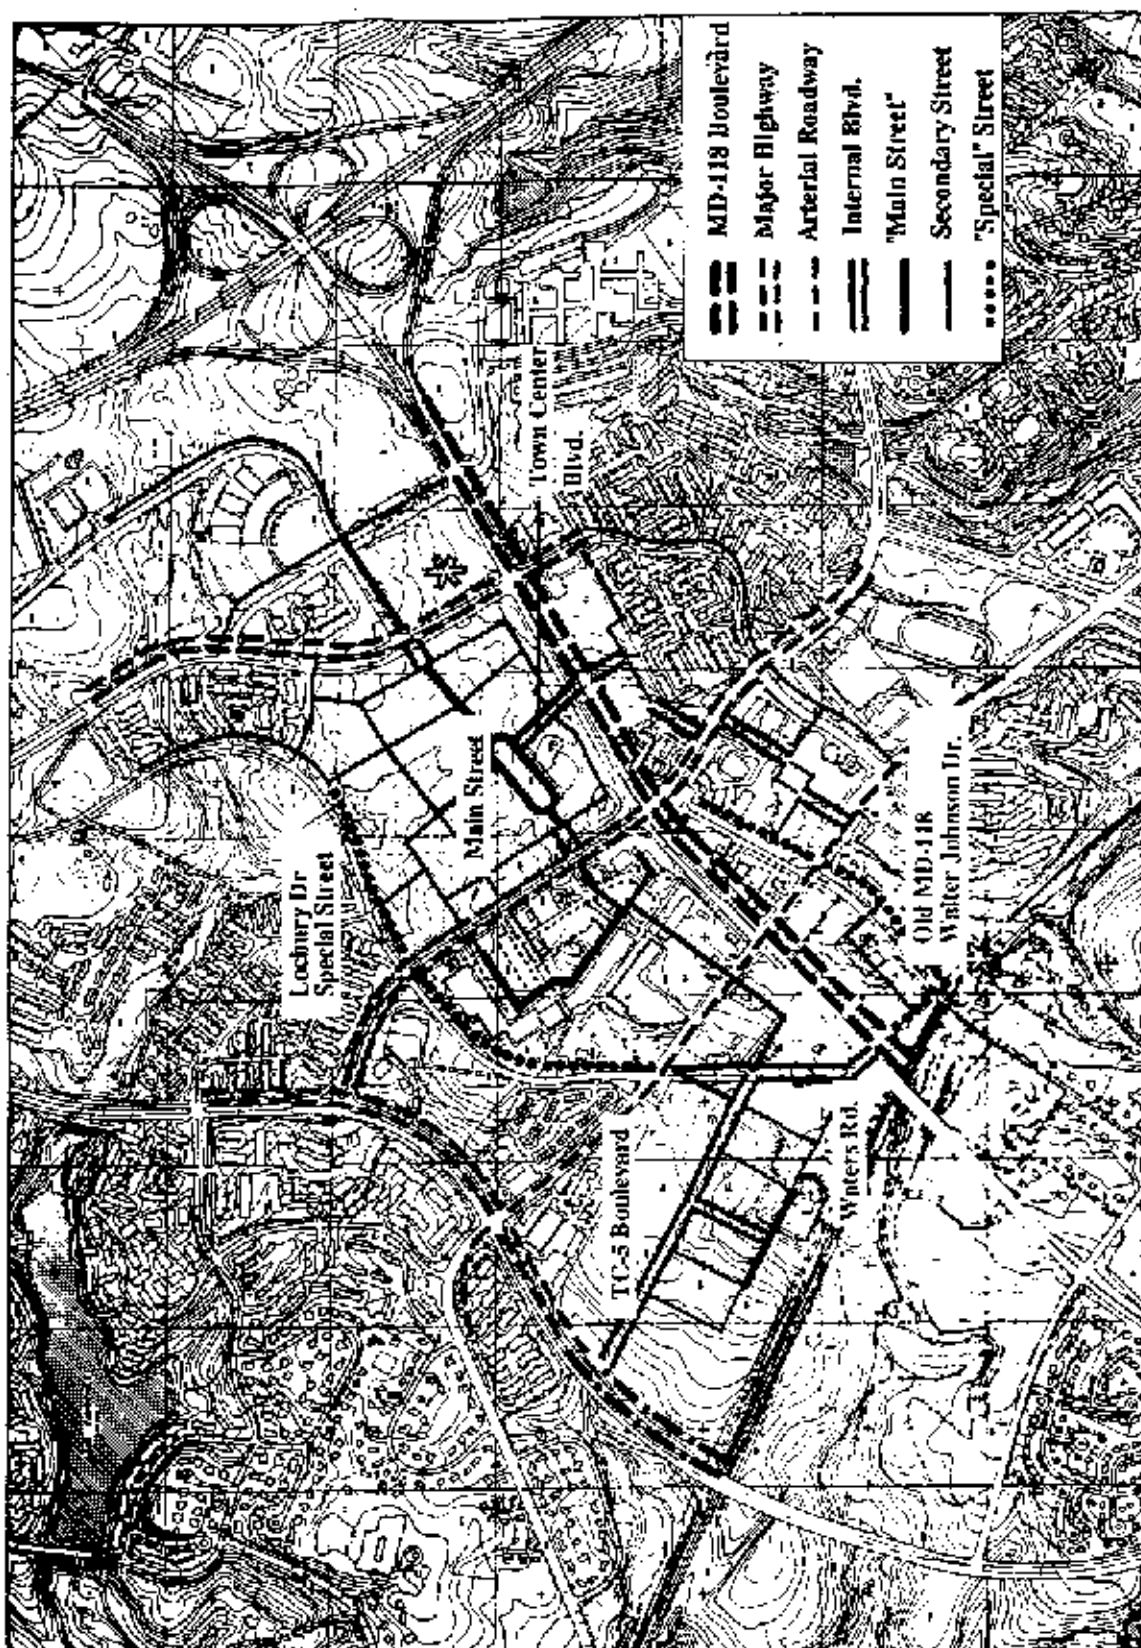 MD-118 Boulevard
Major Highway
Arterial Roadway
Internal Blvd.
"Main Street"
Secondary Street
"Special" Street
Town Center
Blvd.
Main Street
Locbury Dr
Special Street
Old MD-118
Walter Johnson Dr.
TC-5 Boulevard
Waters Rd.